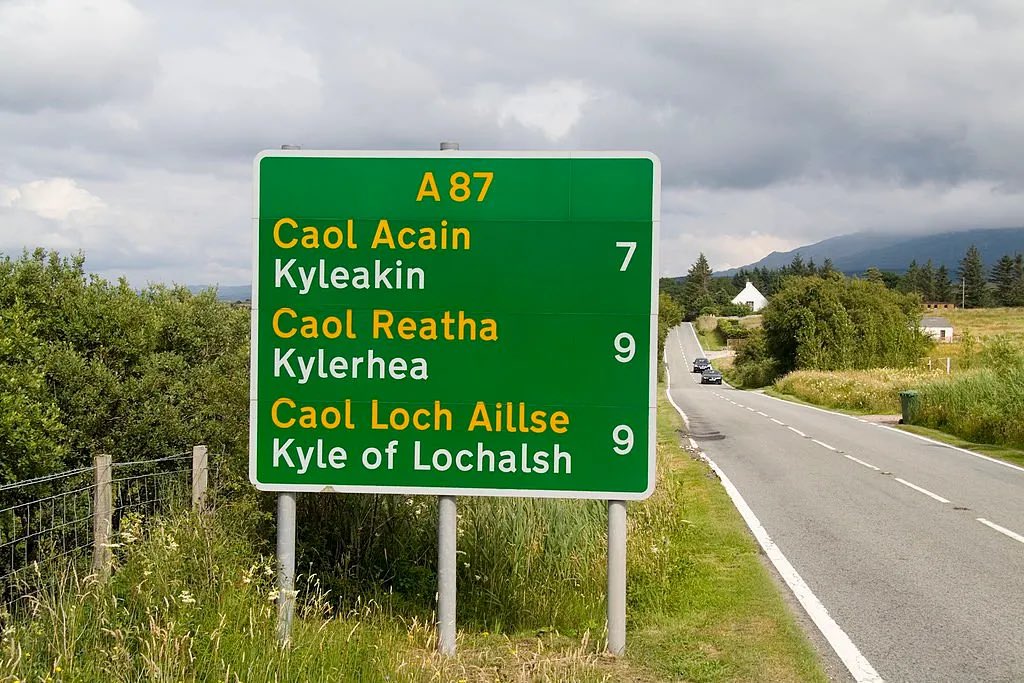 A 87
Caol Acain
Kyleakin 7
Caol Reatha
Kylerhea 9
Caol Loch Aillse
Kyle of Lochalsh 9